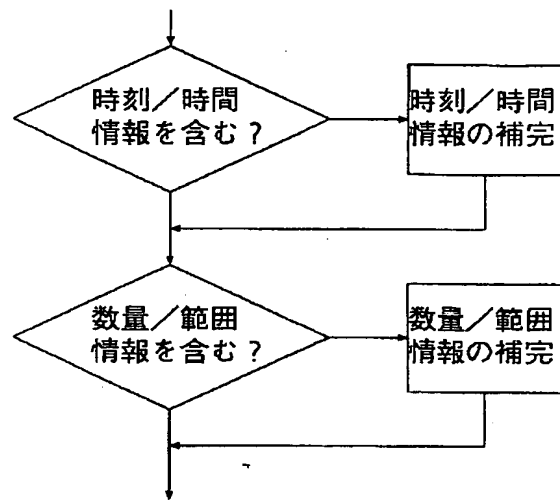 時刻／時間
情報を含む？
時刻／時間
情報の補完
数量／範囲
情報を含む？
数量／範囲
情報の補完